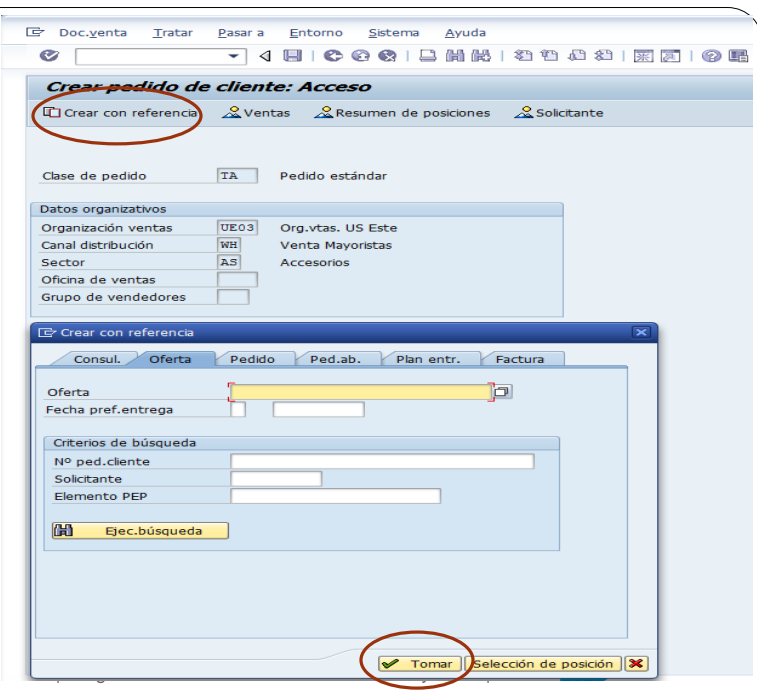 Doc.venta Tratar Pasar a Entorno Sistema Ayuda
Crear pedido de cliente: Acceso
Crear con referencia Ventas Resumen de posiciones Solicitante
Clase de pedido TA Pedido estándar
Datos organizativos
Organización ventas UE03 Org.vtas. US Este
Canal distribución WH Venta Mayoristas
Sector AS Accesorios
Oficina de ventas
Grupo de vendedores
Crear con referencia
Consul. Oferta Pedido Ped.ab. Plan entr. Factura
Oferta
Fecha pref.entrega
Criterios de búsqueda
Nº ped.cliente
Solicitante
Elemento PEP
Ejec.búsqueda
Tomar Selección de posición